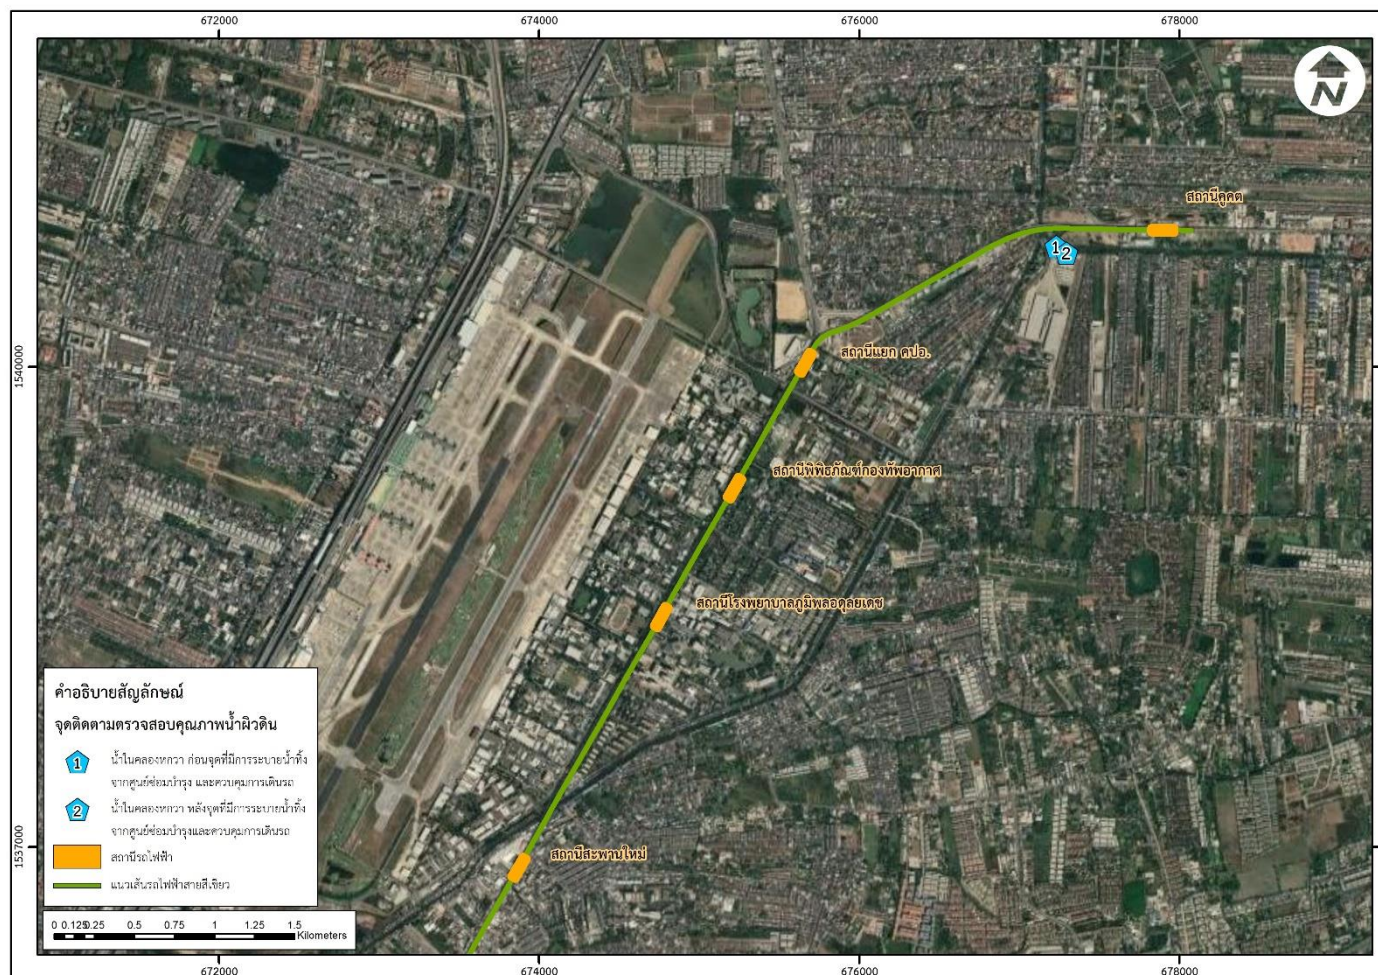 672000 674000 676000 678000
N
สถานีคูคต
1 2
1540000
สถานีแยก คปอ.
สถานีพิพิธภัณฑ์กองทัพอากาศ
สถานีโรงพยาบาลภูมิพลอดุลยเดช
คำอธิบายสัญลักษณ์
จุดติดตามตรวจสอบคุณภาพน้ำผิวดิน
1 น้ำในคลองหกวา ก่อนจุดที่มีการระบายน้ำทิ้ง
จากศูนย์ซ่อมบำรุง และควบคุมการเดินรถ
2 น้ำในคลองหกวา หลังจุดที่มีการระบายน้ำทิ้ง
จากศูนย์ซ่อมบำรุงและควบคุมการเดินรถ
สถานีรถไฟฟ้า
แนวเส้นรถไฟฟ้าสายสีเขียว
1537000
สถานีสะพานใหม่
0 0.125 0.25 0.5 0.75 1 1.25 1.5
Kilometers
672000 674000 676000 678000